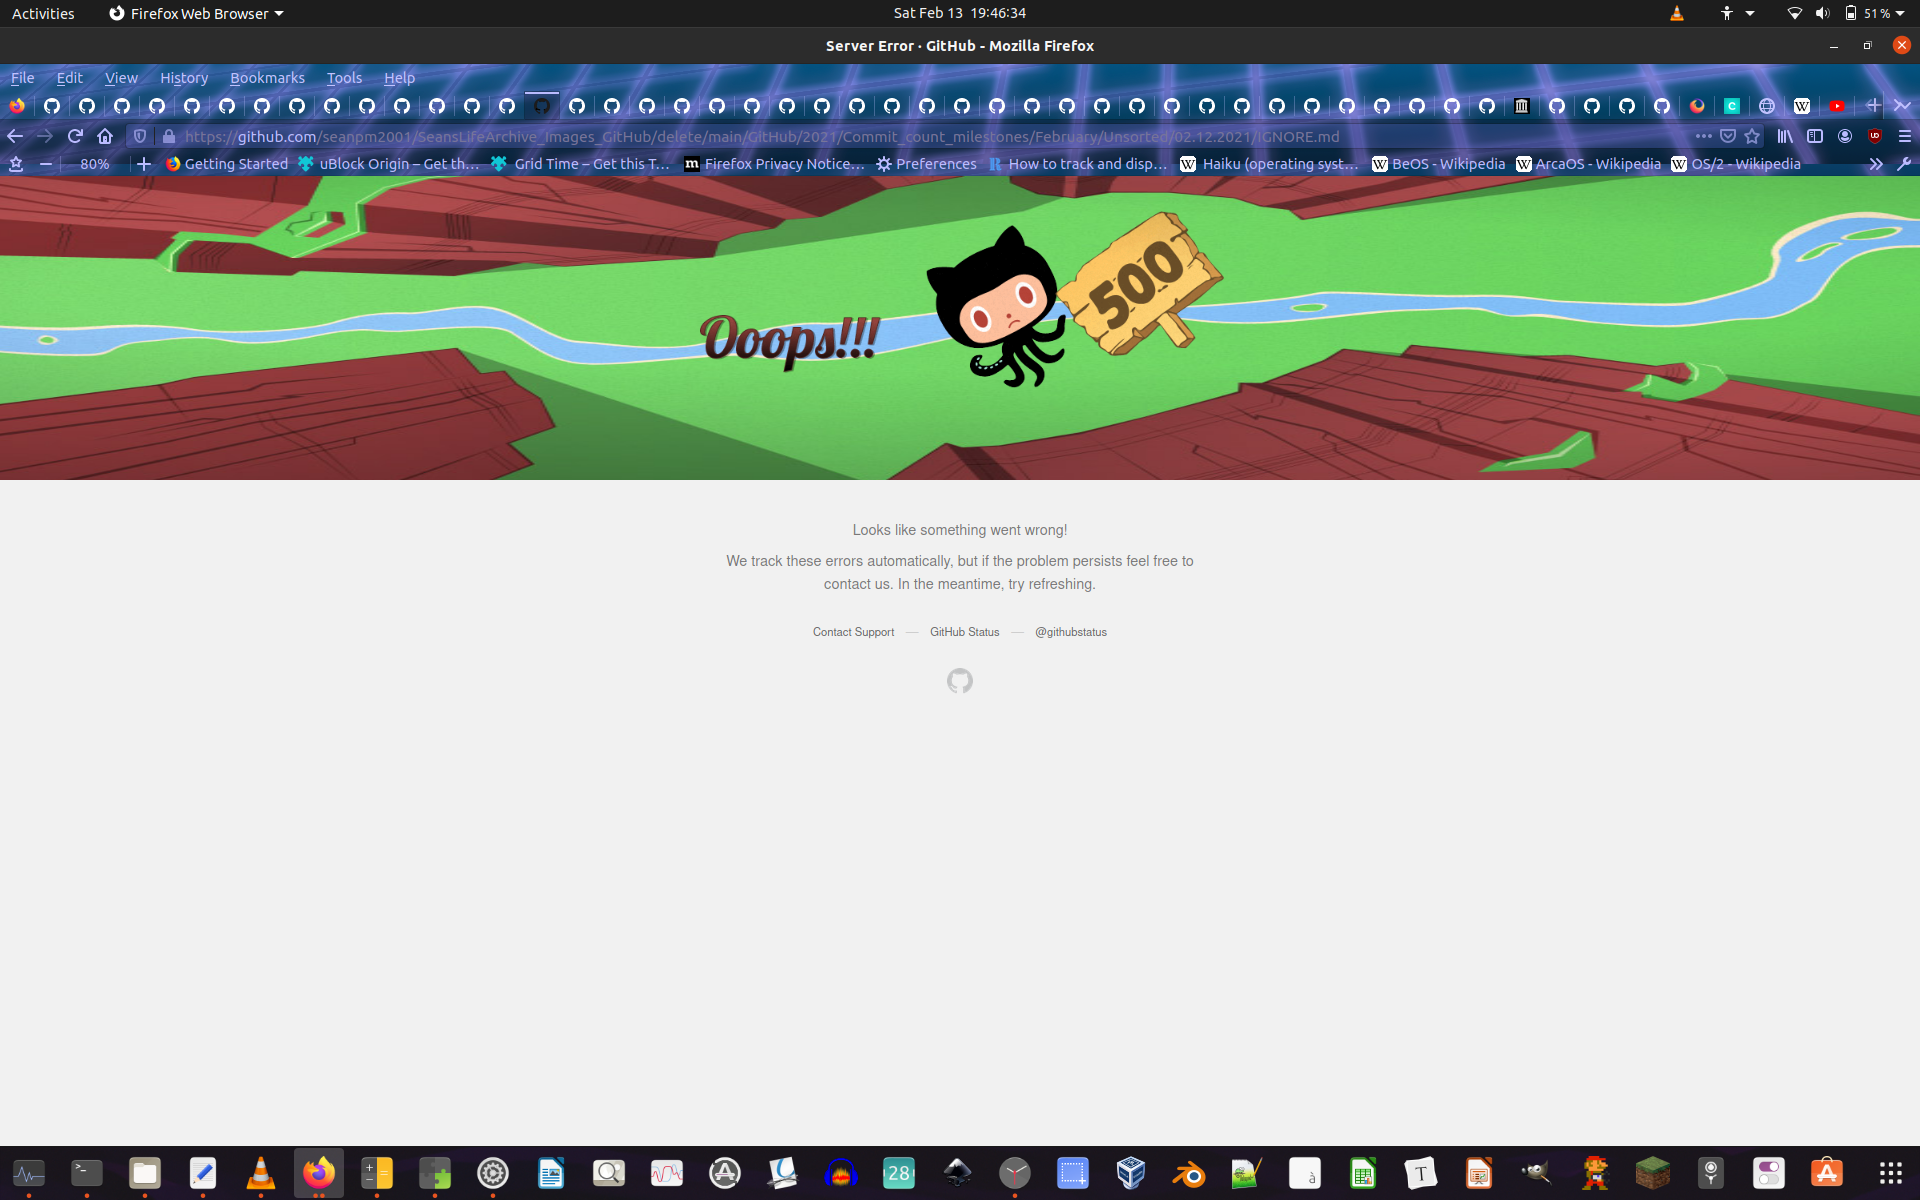 Activities
Firefox Web Browser
Sat Feb 13 19:46:34
51 %
Server Error · GitHub - Mozilla Firefox
File Edit View History Bookmarks Tools Help
https://github.com/seanpm2001/SeansLifeArchive_Images_GitHub/delete/main/GitHub/2021/Commit_count_milestones/February/Unsorted/02.12.2021/IGNORE.md
80%
Getting Started
uBlock Origin – Get th…
Grid Time – Get this T…
Firefox Privacy Notice…
Preferences
How to track and disp…
Haiku (operating syst…
BeOS - Wikipedia
ArcaOS - Wikipedia
OS/2 - Wikipedia
Ooops!!!
500
Looks like something went wrong!
We track these errors automatically, but if the problem persists feel free to
contact us. In the meantime, try refreshing.
Contact Support — GitHub Status — @githubstatus
28